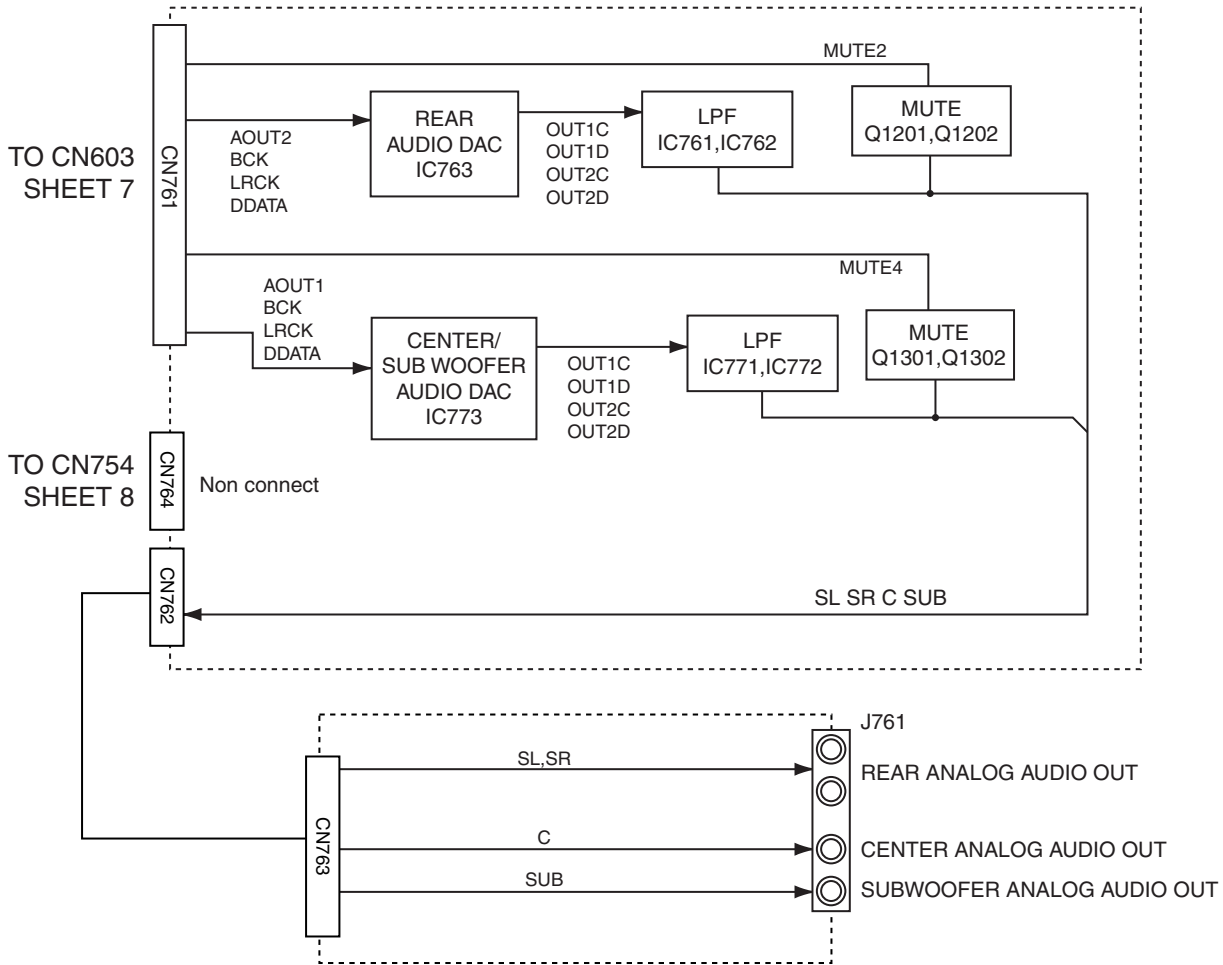 MUTE2
TO CN603
SHEET 7
CN761
AOUT2
BCK
LRCK
DDATA
REAR
AUDIO DAC
IC763
OUT1C
OUT1D
OUT2C
OUT2D
LPF
IC761,IC762
MUTE
Q1201,Q1202
MUTE4
AOUT1
BCK
LRCK
DDATA
CENTER/
SUB WOOFER
AUDIO DAC
IC773
OUT1C
OUT1D
OUT2C
OUT2D
LPF
IC771,IC772
MUTE
Q1301,Q1302
TO CN754
SHEET 8
CN764
Non connect
CN762
SL SR C SUB
J761
CN763
SL,SR
REAR ANALOG AUDIO OUT
C
CENTER ANALOG AUDIO OUT
SUB
SUBWOOFER ANALOG AUDIO OUT